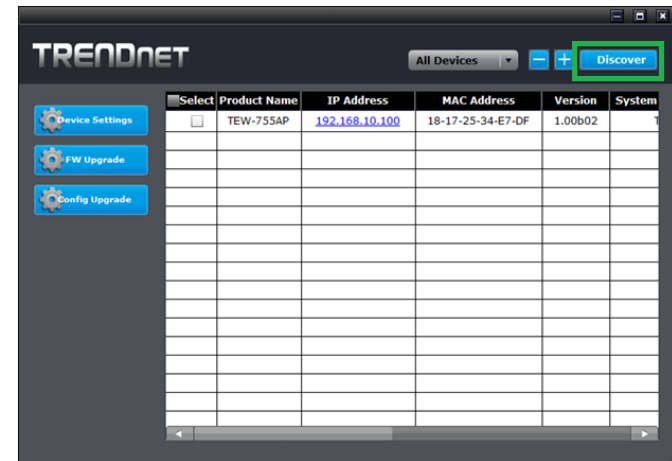 TRENDNET
All Devices
Discover
Select Product Name IP Address MAC Address Version System
TEW-755AP 192.168.10.100 18-17-25-34-E7-DF 1.00b02 T
Device Settings
FW Upgrade
Config Upgrade